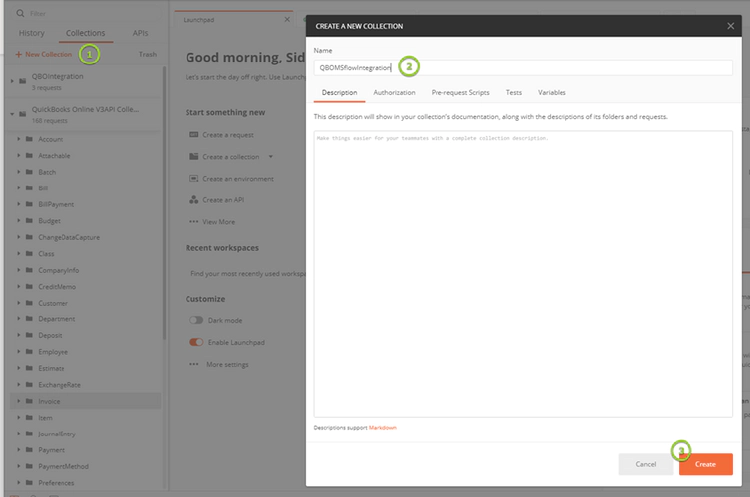 Filter
History Collections APIs
+ New Collection 1 Trash
QBOIntegration
5 requests
QuickBooks Online V3API Colle...
168 requests
Account
Attachable
Batch
Bill
BillPayment
Budget
ChangeDataCapture
Class
CompanyInfo
CreditMemo
Customer
Department
Deposit
Employee
Estimate
ExchangeRate
Invoice
Item
JournalEntry
Payment
PaymentMethod
Preferences
Launchpad
Good morning, Sid
Let's start the day off right. Use Launchp
Start something new
Create a request
Create a collection
Create an environment
Create an API
View More
Recent workspaces
Find your most recently used workspa
Customize
Dark mode
Enable Launchpad
More settings
CREATE A NEW COLLECTION
Name
QBOMSflowIntegration 2
Description Authorization Pre-request Scripts Tests Variables
This description will show in your collection's documentation, along with the descriptions of its folders and requests.
Make things easier for your teammates with a complete collection description.
Descriptions support Markdown
3
Cancel Create